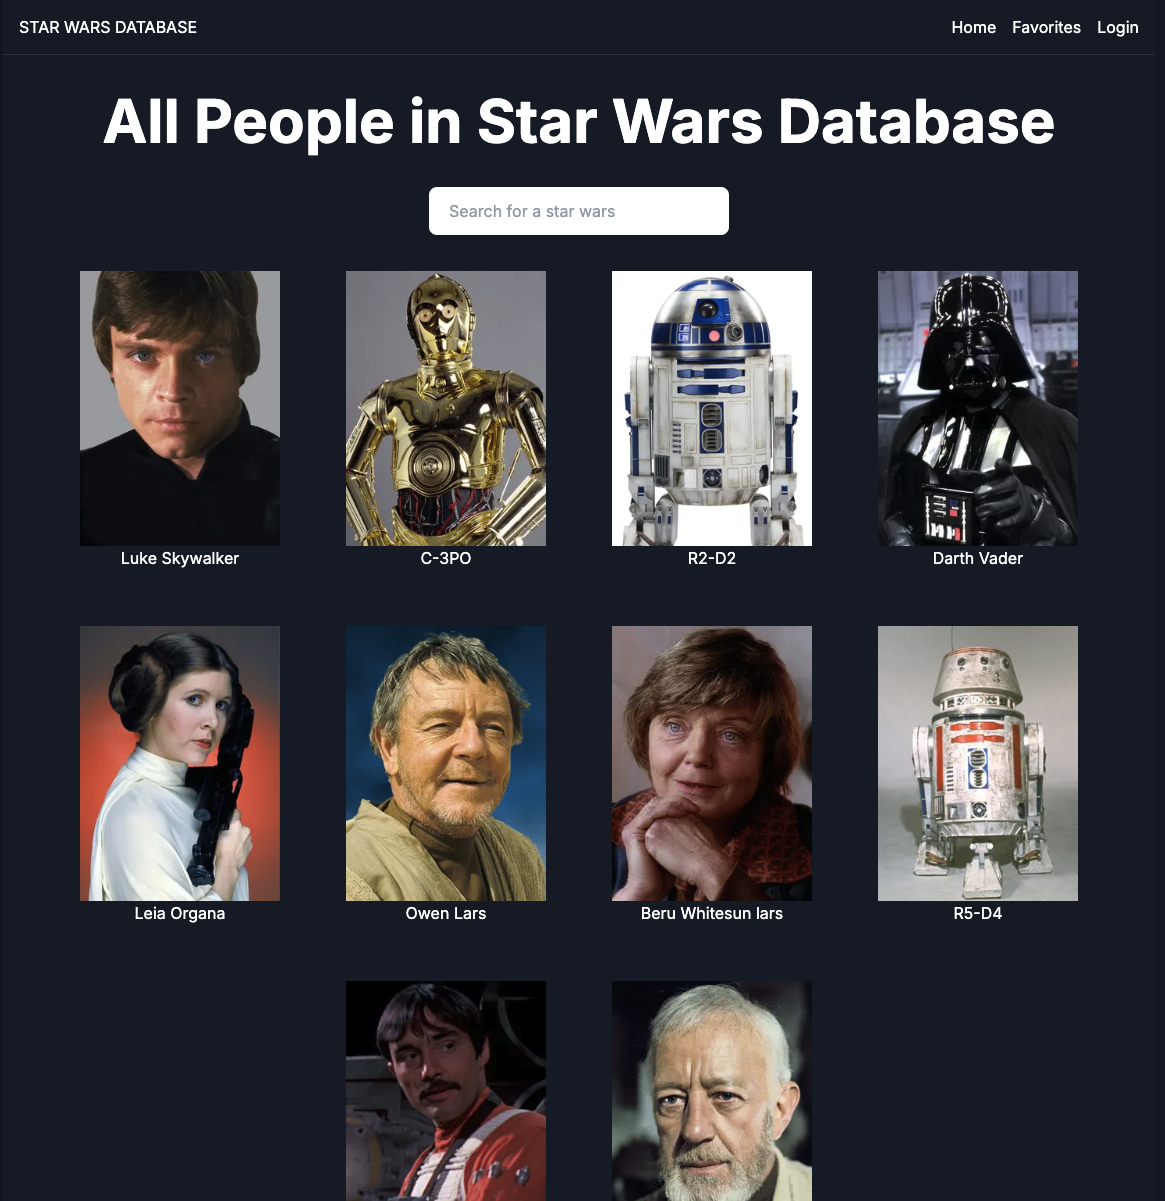 STAR WARS DATABASE
Home Favorites Login
All People in Star Wars Database
Search for a star wars
Luke Skywalker
C-3PO
R2-D2
Darth Vader
Leia Organa
Owen Lars
Beru Whitesun lars
R5-D4